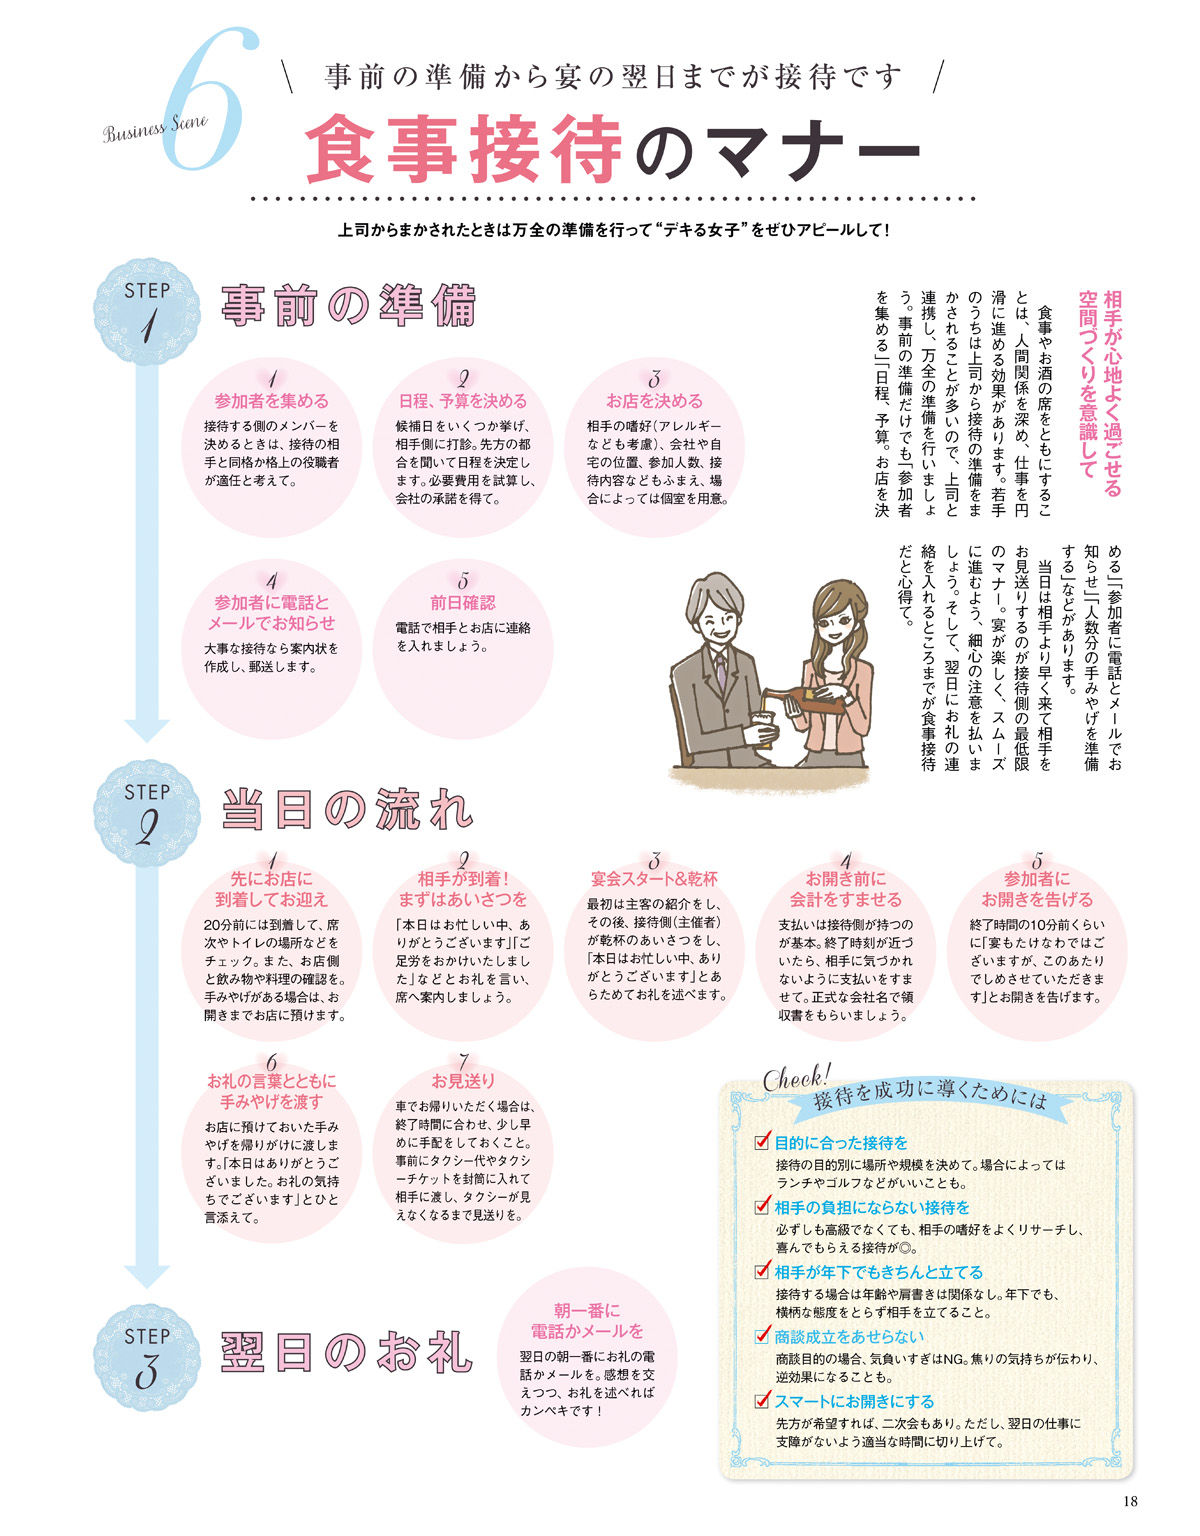 6
Business Scene
事前の準備から宴の翌日までが接待です
食事接待のマナー
上司からまかされたときは万全の準備を行って“デキる女子”をぜひアピールして！
相手が心地よく過ごせる
空間づくりを意識して
食事やお酒の席をともにするこ
とは、人間関係を深め、仕事を円
滑に進める効果があります。若手
のうちは上司から接待の準備をま
かされることが多いので、上司と
連携し、万全の準備を行いましょ
う。事前の準備だけでも「参加者
を集める」「日程、予算。お店を決
める」「参加者に電話とメールでお
知らせ」「人数分の手みやげを準備
する」などがあります。
当日は相手より早く来て相手を
お見送りするのが接待側の最低限
のマナー。宴が楽しく、スムーズ
に進むよう、細心の注意を払いま
しょう。そして、翌日にお礼の連
絡を入れるところまでが食事接待
だと心得て。
STEP
1
事前の準備
1
参加者を集める
接待する側のメンバーを
決めるときは、接待の相
手と同格か格上の役職者
が適任と考えて。
2
日程、予算を決める
候補日をいくつか挙げ、
相手側に打診。先方の都
合を聞いて日程を決定し
ます。必要費用を試算し、
会社の承諾を得て。
3
お店を決める
相手の嗜好（アレルギー
なども考慮）、会社や自
宅の位置、参加人数、接
待内容などもふまえ、場
合によっては個室を用意。
4
参加者に電話と
メールでお知らせ
大事な接待なら案内状を
作成し、郵送します。
5
前日確認
電話で相手とお店に連絡
を入れましょう。
STEP
2
当日の流れ
1
先にお店に
到着してお迎え
20分前には到着して、席
次やトイレの場所などを
チェック。また、お店側
と飲み物や料理の確認を。
手みやげがある場合は、お
開きまでお店に預けます。
2
相手が到着！
まずはあいさつを
「本日はお忙しい中、あ
りがとうございます」「ご
足労をおかけいたしまし
た」などとお礼を言い、
席へ案内しましょう。
3
宴会スタート&乾杯
最初は主客の紹介をし、
その後、接待側（主催者）
が乾杯のあいさつをし、
「本日はお忙しい中、あり
がとうございます」とあ
らためてお礼を述べます。
4
お開き前に
会計をすませる
支払いは接待側が持つの
が基本。終了時刻が近づ
いたら、相手に気づかれ
ないように支払いをすま
せて。正式な会社名で領
収書をもらいましょう。
5
参加者に
お開きを告げる
終了時間の10分前くらい
に「宴もたけなわではご
ざいますが、このあたり
でしめさせていただきま
す」とお開きを告げます。
6
お礼の言葉とともに
手みやげを渡す
お店に預けておいた手み
やげを帰りがけに渡しま
す。「本日はありがとうご
ざいました。お礼の気持
ちでございます」とひと
言添えて。
7
お見送り
車でお帰りいただく場合は、
終了時間に合わせ、少し早
めに手配をしておくこと。
事前にタクシー代やタクシ
ーチケットを封筒に入れて
相手に渡し、タクシーが見
えなくなるまで見送りを。
STEP
3
翌日のお礼
朝一番に
電話かメールを
翌日の朝一番にお礼の電
話かメールを。感想を交
えつつ、お礼を述べれば
カンペキです！
Check!
接待を成功に導くためには
目的に合った接待を
接待の目的別に場所や規模を決めて。場合によっては
ランチやゴルフなどがいいことも。
相手の負担にならない接待を
必ずしも高級でなくても、相手の嗜好をよくリサーチし、
喜んでもらえる接待が◎。
相手が年下でもきちんと立てる
接待する場合は年齢や肩書きは関係なし。年下でも、
横柄な態度をとらず相手を立てること。
商談成立をあせらない
商談目的の場合、気負いすぎはNG。焦りの気持ちが伝わり、
逆効果になることも。
スマートにお開きにする
先方が希望すれば、二次会もあり。ただし、翌日の仕事に
支障がないよう適当な時間に切り上げて。
18